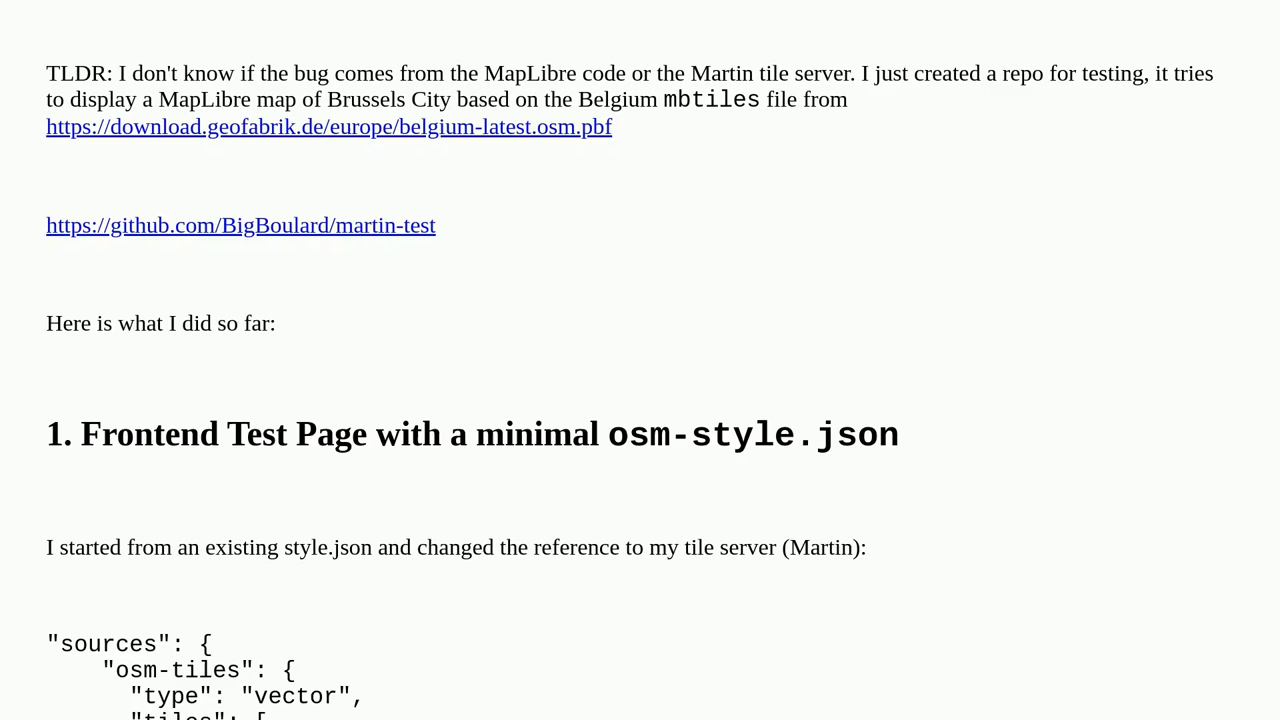 TLDR: I don't know if the bug comes from the MapLibre code or the Martin tile server. I just created a repo for testing, it tries
to display a MapLibre map of Brussels City based on the Belgium mbtiles file from
https://download.geofabrik.de/europe/belgium-latest.osm.pbf
https://github.com/BigBoulard/martin-test
Here is what I did so far:
1. Frontend Test Page with a minimal osm-style.json
I started from an existing style.json and changed the reference to my tile server (Martin):
"sources": {
"osm-tiles": {
"type": "vector",
"tiles": [